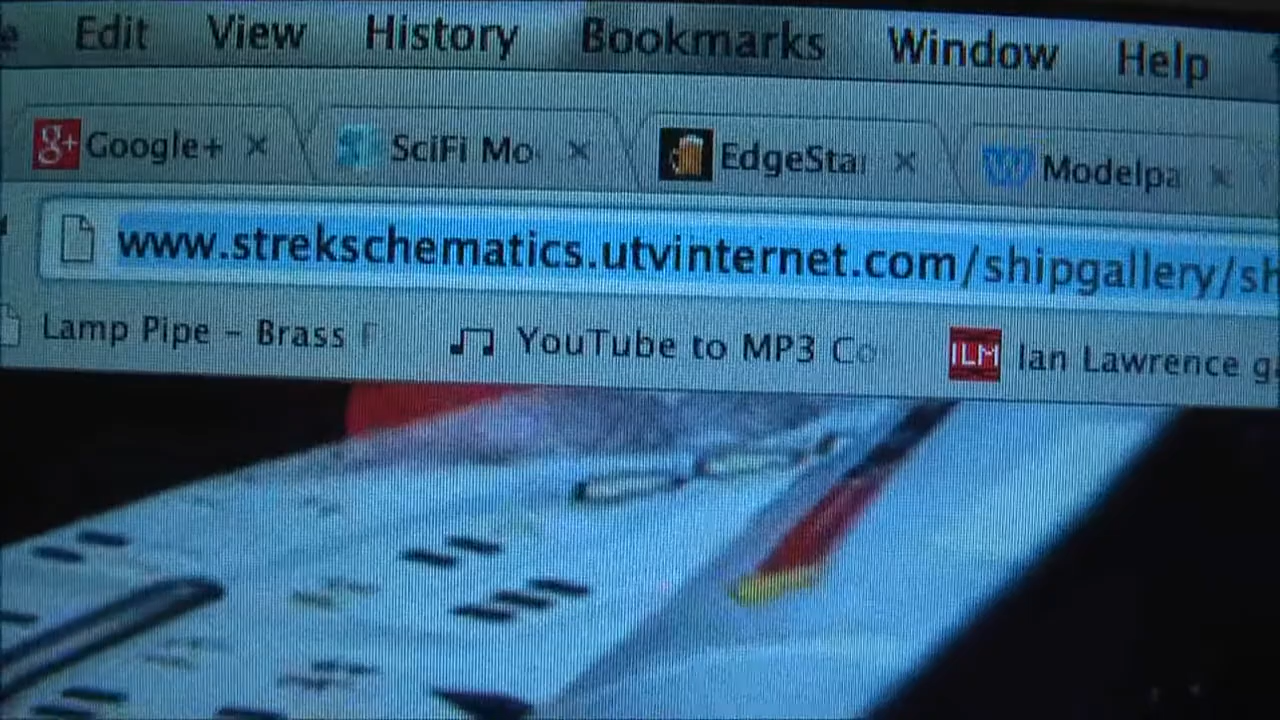 Edit View History Bookmarks Window Help
g+ Google+ × SciFi Mo × EdgeSta × Modelpa ×
www.strekschematics.utvinternet.com/shipgallery/sh
Lamp Pipe - Brass YouTube to MP3 Co ILM Ian Lawrence g